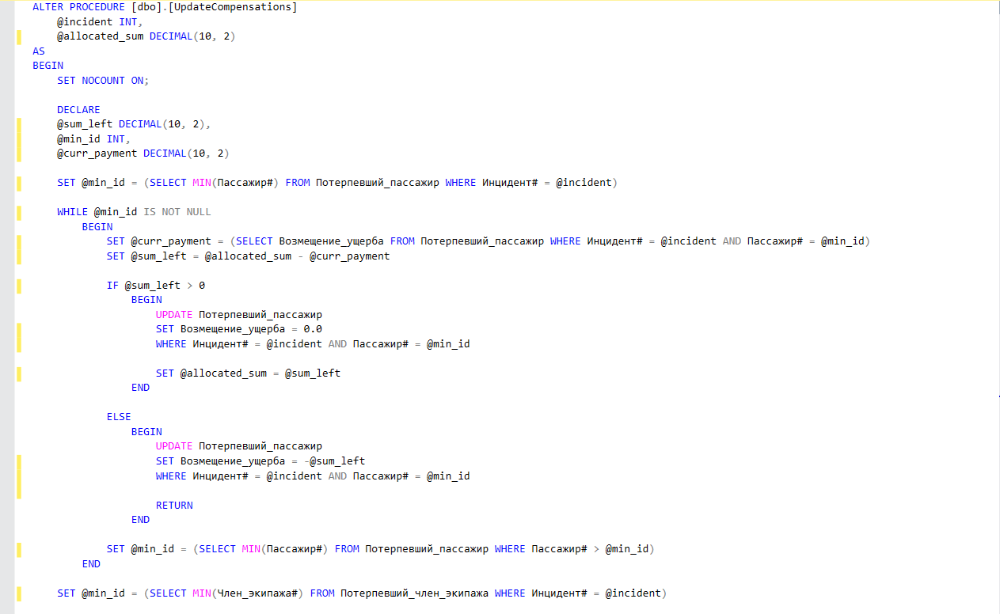 ALTER PROCEDURE [dbo].[UpdateCompensations]
@incident INT,
@allocated_sum DECIMAL(10, 2)
AS
BEGIN
SET NOCOUNT ON;
DECLARE
@sum_left DECIMAL(10, 2),
@min_id INT,
@curr_payment DECIMAL(10, 2)
SET @min_id = (SELECT MIN(Пассажир#) FROM Потерпевший_пассажир WHERE Инцидент# = @incident)
WHILE @min_id IS NOT NULL
BEGIN
SET @curr_payment = (SELECT Возмещение_ущерба FROM Потерпевший_пассажир WHERE Инцидент# = @incident AND Пассажир# = @min_id)
SET @sum_left = @allocated_sum - @curr_payment
IF @sum_left > 0
BEGIN
UPDATE Потерпевший_пассажир
SET Возмещение_ущерба = 0.0
WHERE Инцидент# = @incident AND Пассажир# = @min_id
SET @allocated_sum = @sum_left
END
ELSE
BEGIN
UPDATE Потерпевший_пассажир
SET Возмещение_ущерба = -@sum_left
WHERE Инцидент# = @incident AND Пассажир# = @min_id
RETURN
END
SET @min_id = (SELECT MIN(Пассажир#) FROM Потерпевший_пассажир WHERE Пассажир# > @min_id)
END
SET @min_id = (SELECT MIN(Член_экипажа#) FROM Потерпевший_член_экипажа WHERE Инцидент# = @incident)